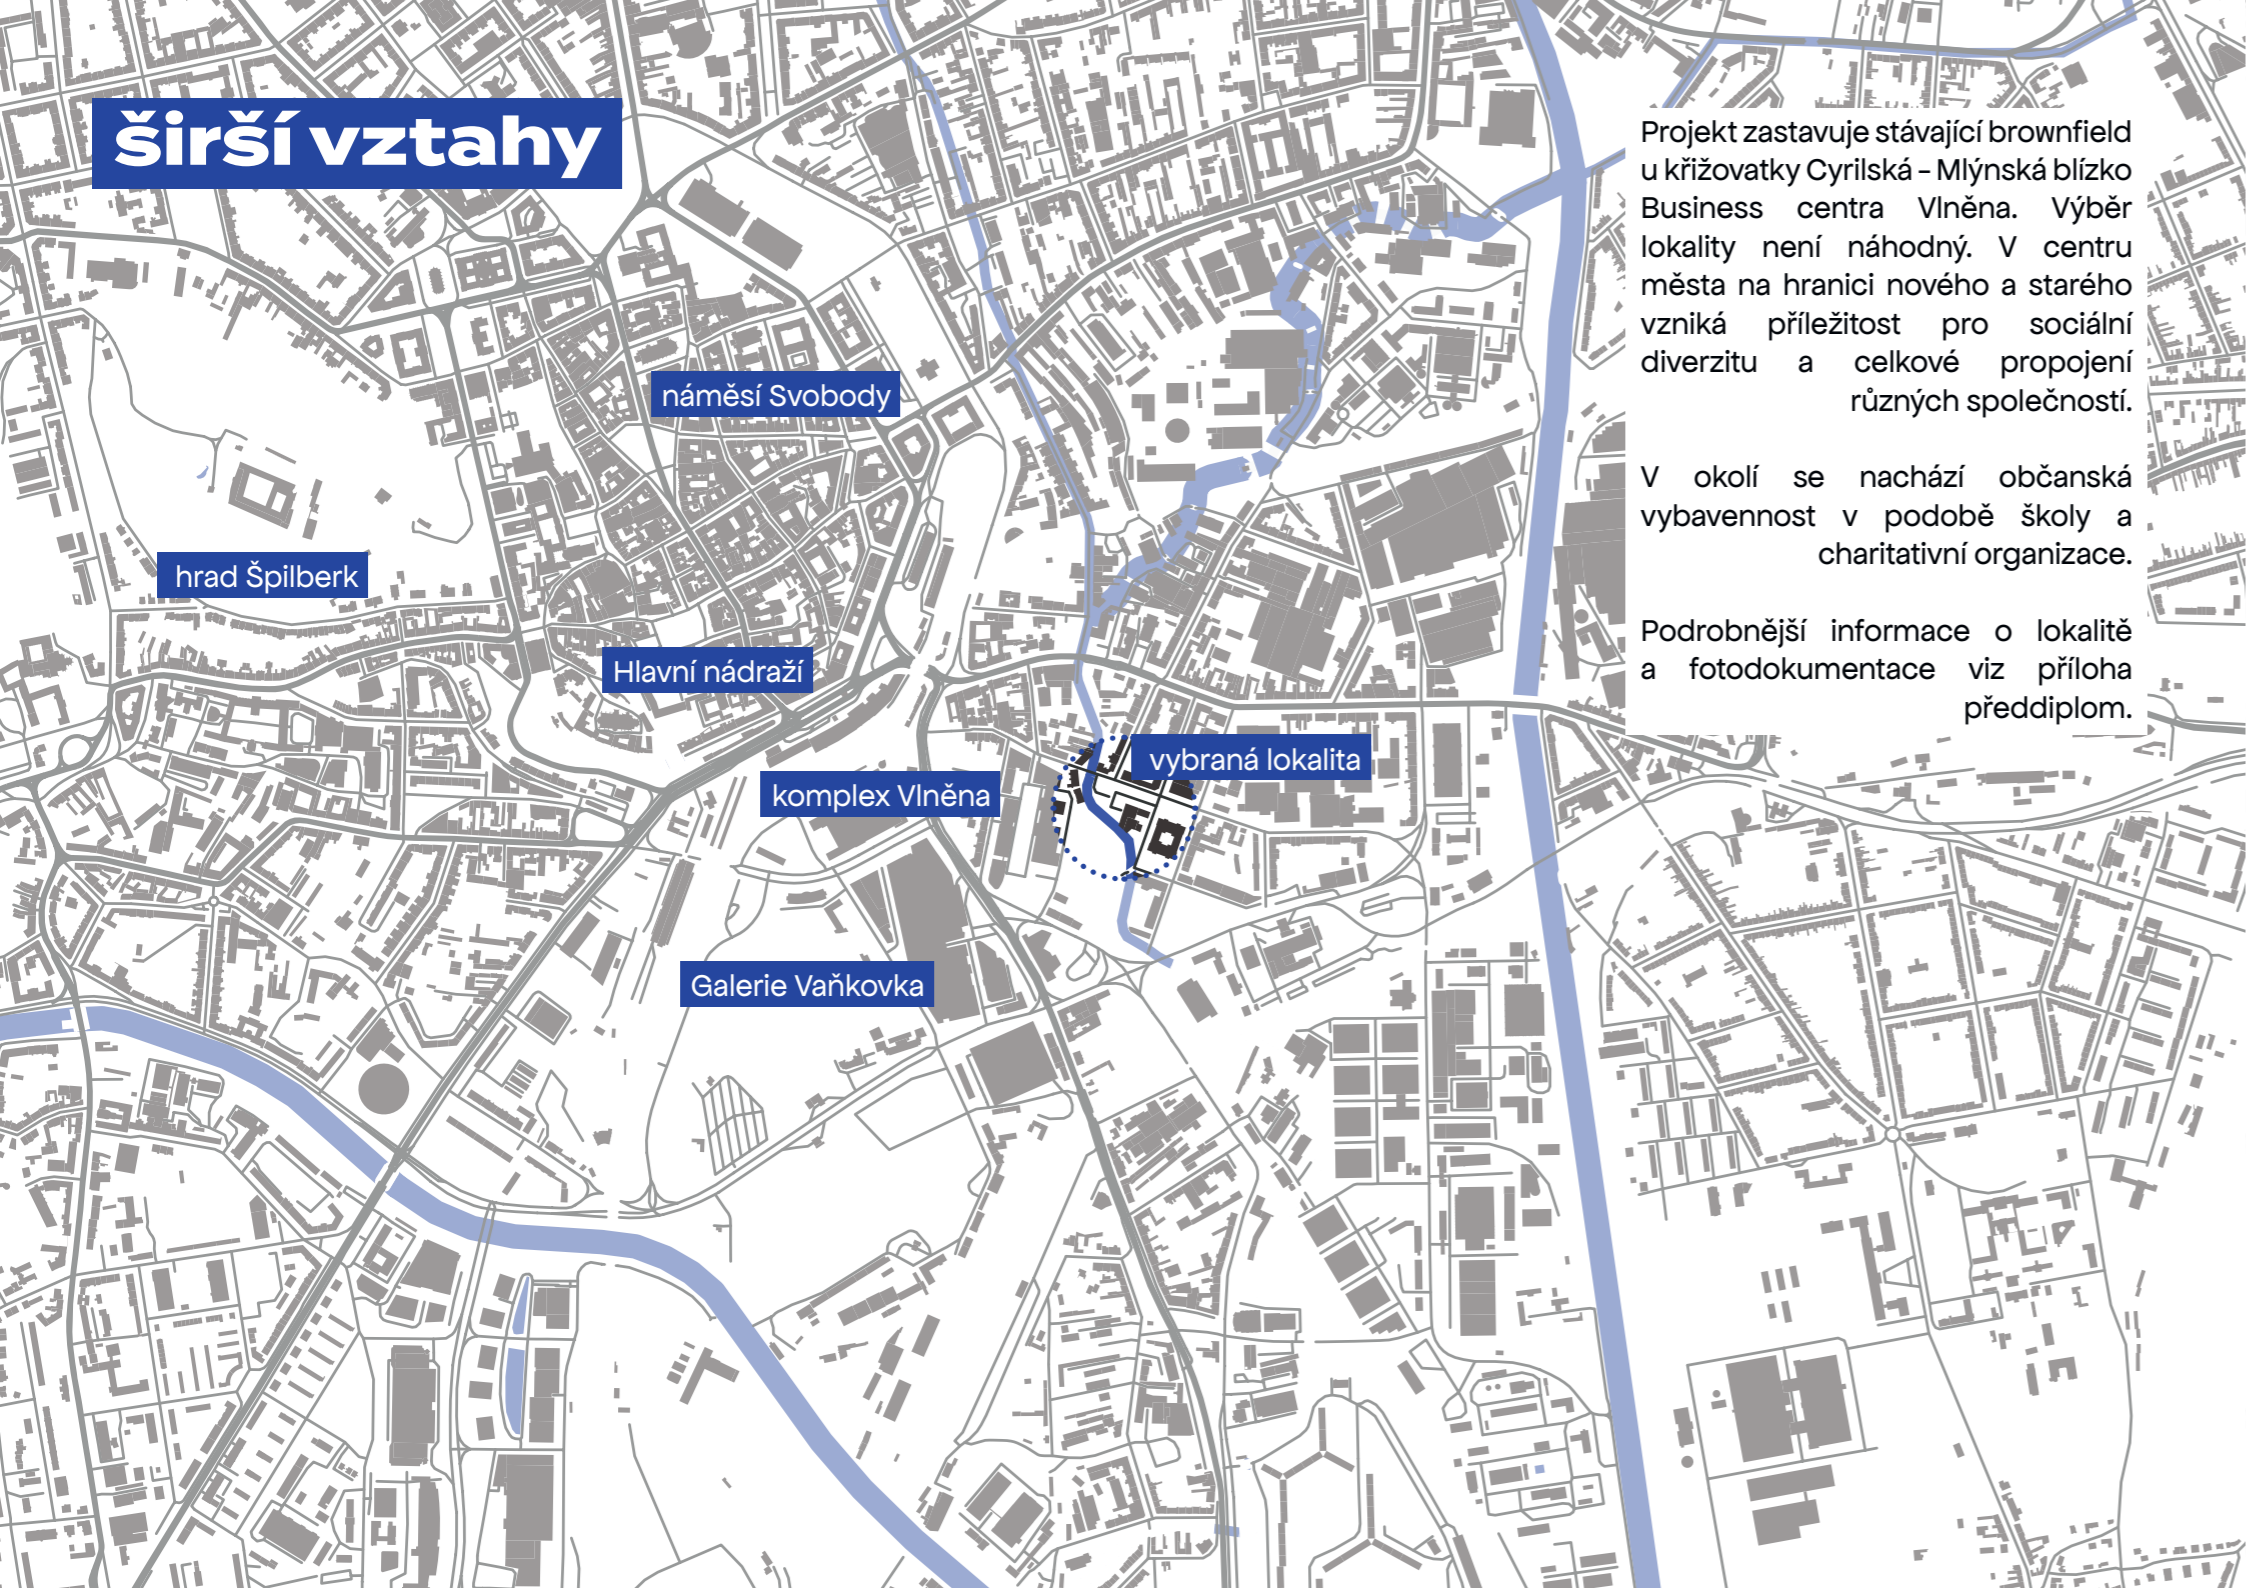 širší vztahy
Projekt zastavuje stávající brownfield
u křižovatky Cyrilská – Mlýnská blízko
Business centra Vlněna. Výběr
lokality není náhodný. V centru
města na hranici nového a starého
vzniká příležitost pro sociální
diverzitu a celkové propojení
různých společností.
V okolí se nachází občanská
vybavennost v podobě školy a
charitativní organizace.
Podrobnější informace o lokalitě
a fotodokumentace viz příloha
předdiplom.
náměsí Svobody
hrad Špilberk
Hlavní nádraží
vybraná lokalita
komplex Vlněna
Galerie Vaňkovka